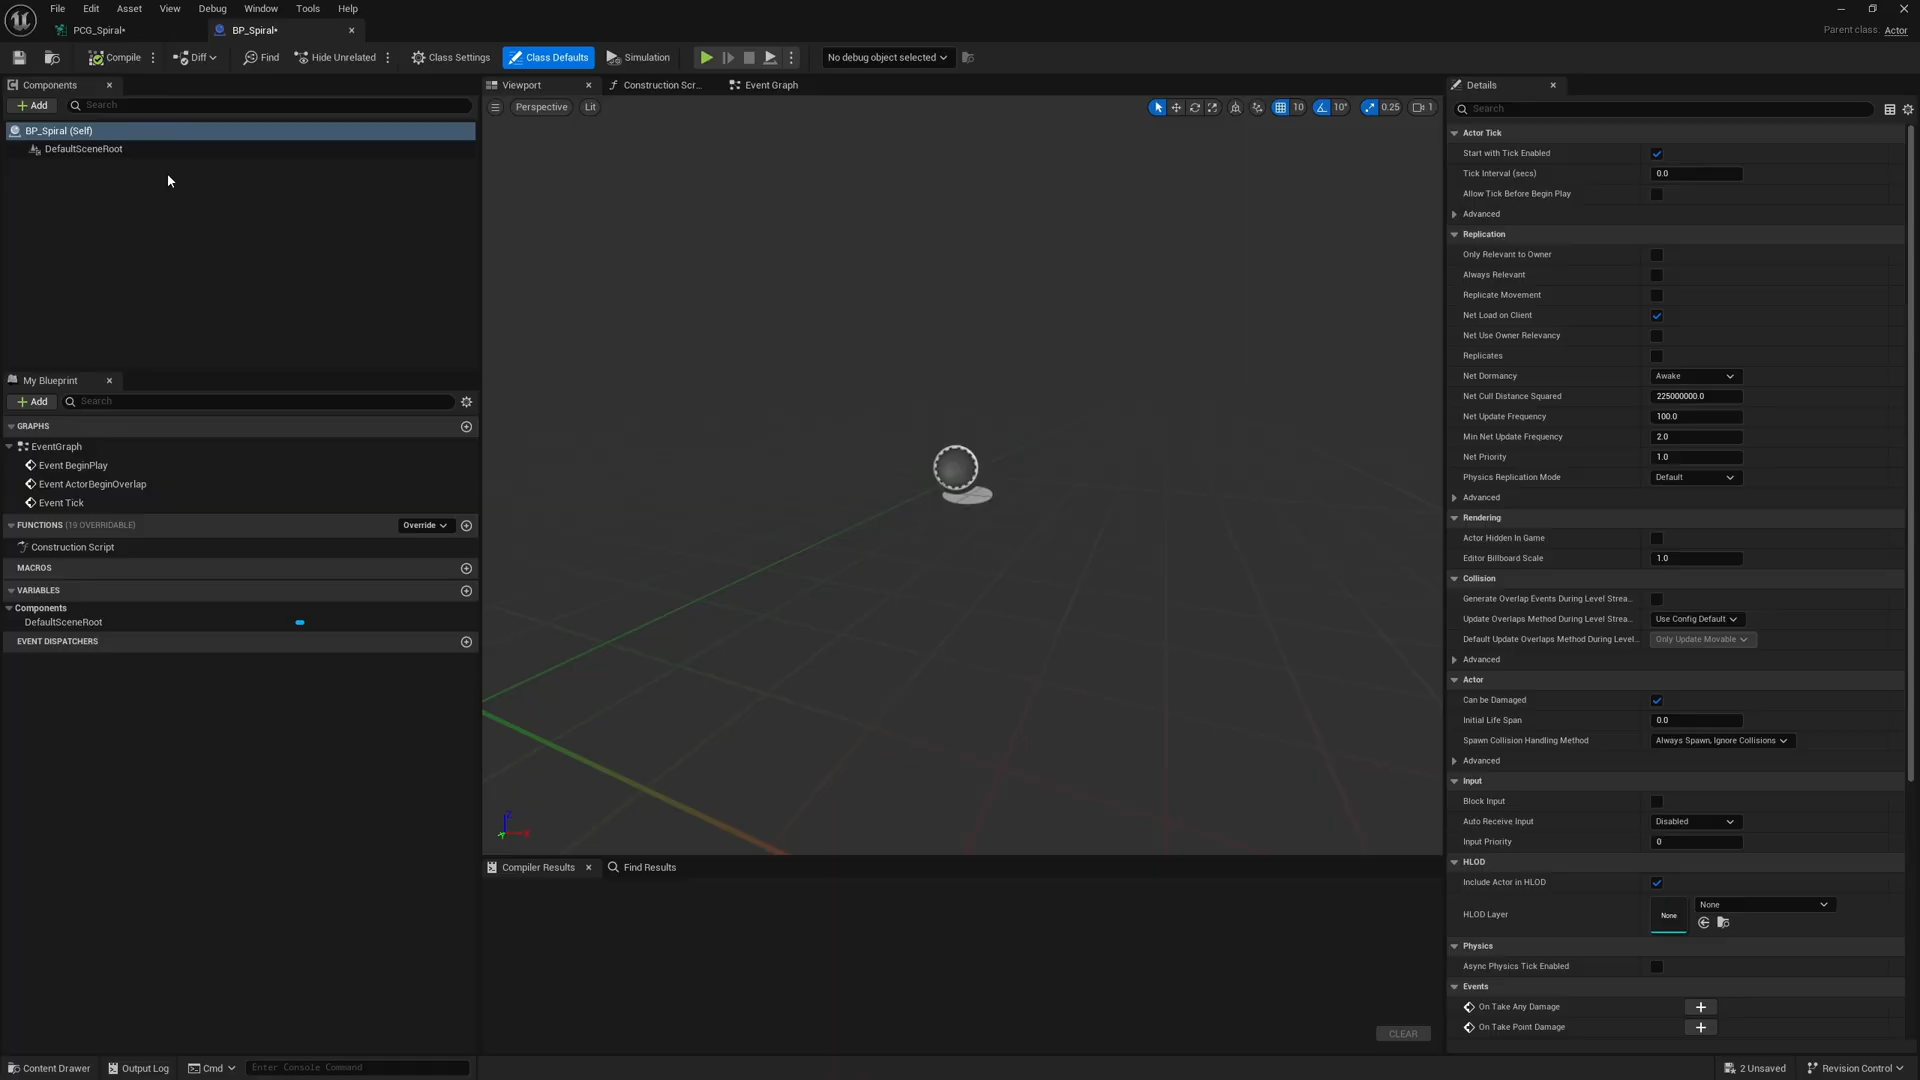 File Edit Asset View Debug Window Tools Help
PCG_Spiral* BP_Spiral* Parent class: Actor
Compile Diff Find Hide Unrelated Class Settings Class Defaults Simulation No debug object selected
Components
Add Search
BP_Spiral (Self)
DefaultSceneRoot
My Blueprint
Add Search
GRAPHS
EventGraph
Event BeginPlay
Event ActorBeginOverlap
Event Tick
FUNCTIONS (19 OVERRIDABLE) Override
Construction Script
MACROS
VARIABLES
Components
DefaultSceneRoot
EVENT DISPATCHERS
Viewport Construction Scr... Event Graph
Perspective Lit 10 10° 0.25 1
Z
Compiler Results Find Results
CLEAR
Details
Search
Actor Tick
Start with Tick Enabled
Tick Interval (secs) 0.0
Allow Tick Before Begin Play
Advanced
Replication
Only Relevant to Owner
Always Relevant
Replicate Movement
Net Load on Client
Net Use Owner Relevancy
Replicates
Net Dormancy Awake
Net Cull Distance Squared 225000000.0
Net Update Frequency 100.0
Min Net Update Frequency 2.0
Net Priority 1.0
Physics Replication Mode Default
Advanced
Rendering
Actor Hidden In Game
Editor Billboard Scale 1.0
Collision
Generate Overlap Events During Level Strea...
Update Overlaps Method During Level Strea... Use Config Default
Default Update Overlaps Method During Level... Only Update Movable
Advanced
Actor
Can be Damaged
Initial Life Span 0.0
Spawn Collision Handling Method Always Spawn, Ignore Collisions
Advanced
Input
Block Input
Auto Receive Input Disabled
Input Priority 0
HLOD
Include Actor in HLOD
HLOD Layer None None
Physics
Async Physics Tick Enabled
Events
On Take Any Damage
On Take Point Damage
Content Drawer Output Log Cmd Enter Console Command 2 Unsaved Revision Control